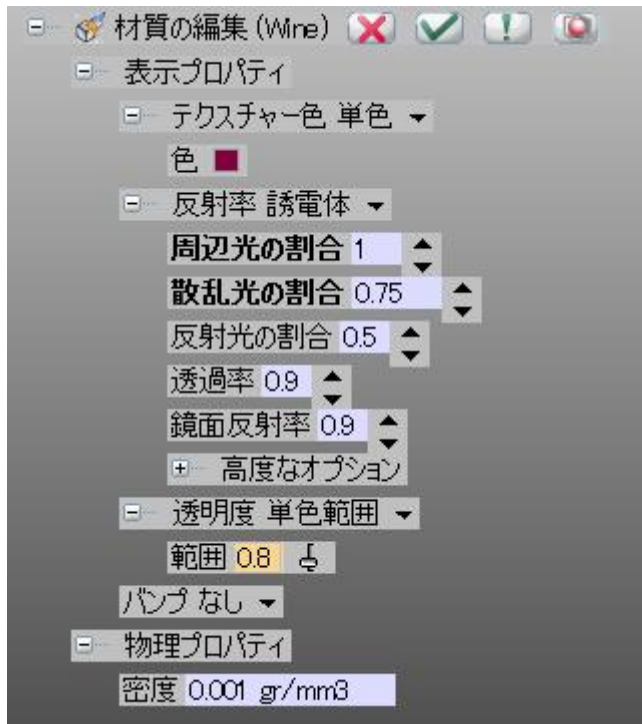 材質の編集 (Wine)
表示プロパティ
テクスチャー色 単色
色
反射率 誘電体
周辺光の割合 1
散乱光の割合 0.75
反射光の割合 0.5
透過率 0.9
鏡面反射率 0.9
高度なオプション
透明度 単色範囲
範囲 0.8
バンプ なし
物理プロパティ
密度 0.001 gr/mm3